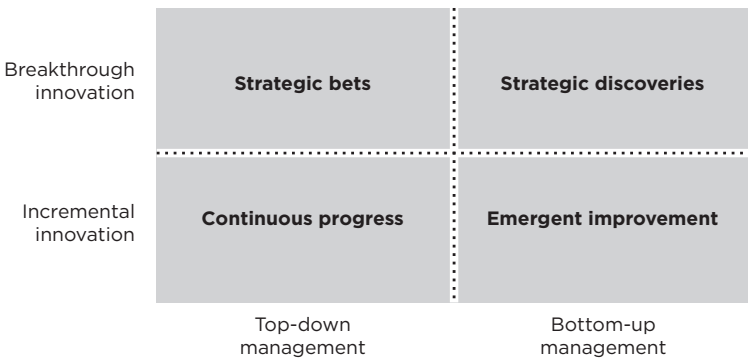 Breakthrough
innovation
Strategic bets
Strategic discoveries
Incremental
innovation
Continuous progress
Emergent improvement
Top-down
management
Bottom-up
management